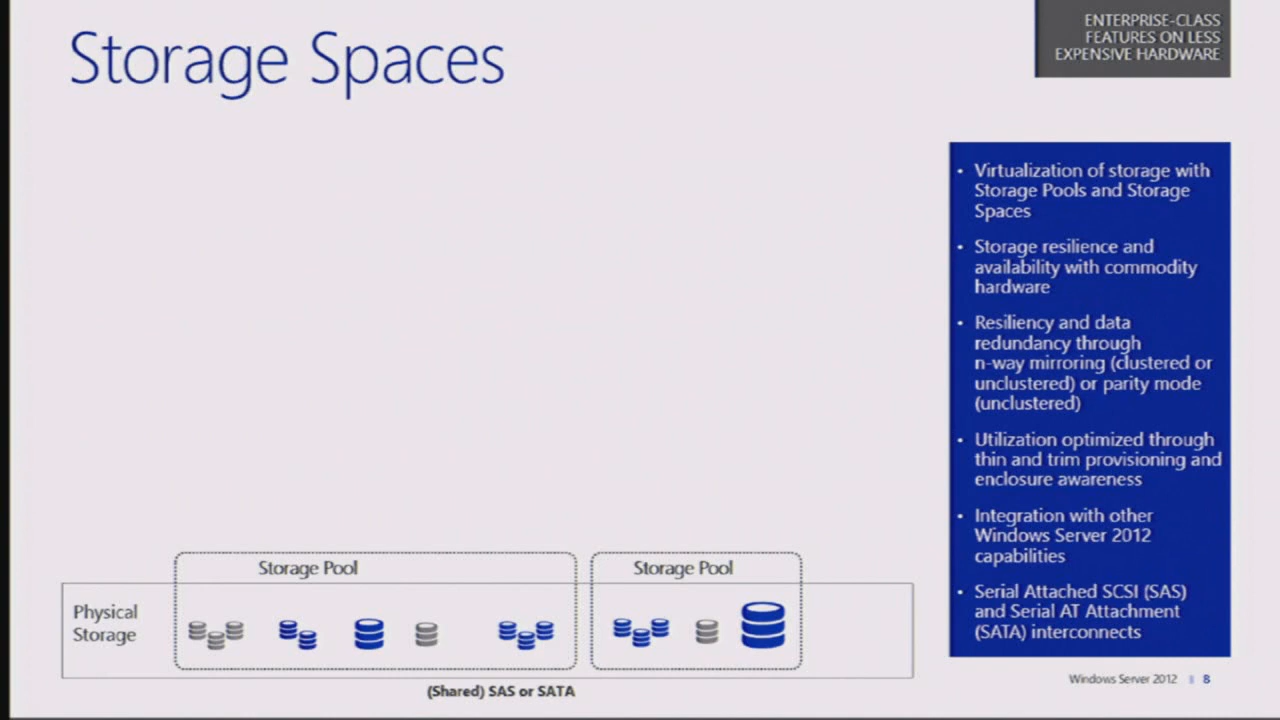 Storage Spaces
ENTERPRISE-CLASS
FEATURES ON LESS
EXPENSIVE HARDWARE
• Virtualization of storage with
Storage Pools and Storage
Spaces
• Storage resilience and
availability with commodity
hardware
• Resiliency and data
redundancy through
n-way mirroring (clustered or
unclustered) or parity mode
(unclustered)
• Utilization optimized through
thin and trim provisioning and
enclosure awareness
• Integration with other
Windows Server 2012
capabilities
• Serial Attached SCSI (SAS)
and Serial AT Attachment
(SATA) interconnects
Storage Pool
Storage Pool
Physical
Storage
(Shared) SAS or SATA
Windows Server 2012 | 8